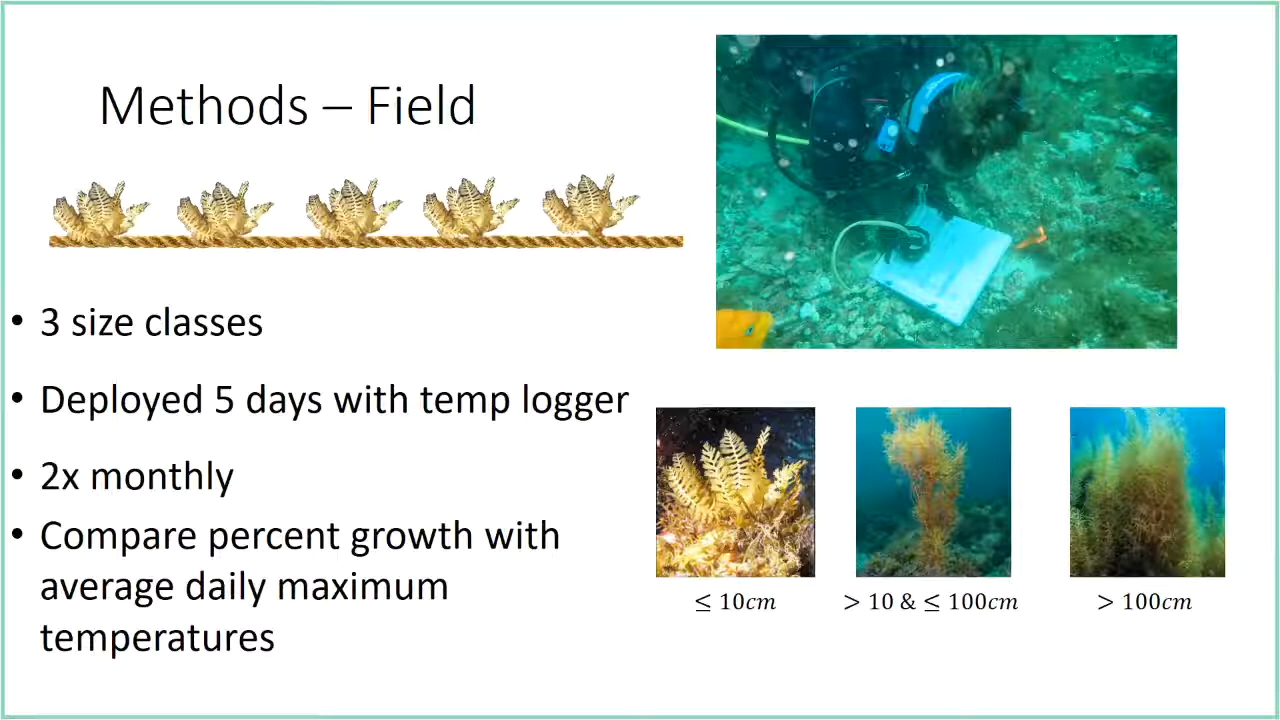 Methods – Field
• 3 size classes
• Deployed 5 days with temp logger
• 2x monthly
• Compare percent growth with
average daily maximum
temperatures
≤ 10cm
> 10 & ≤ 100cm
> 100cm